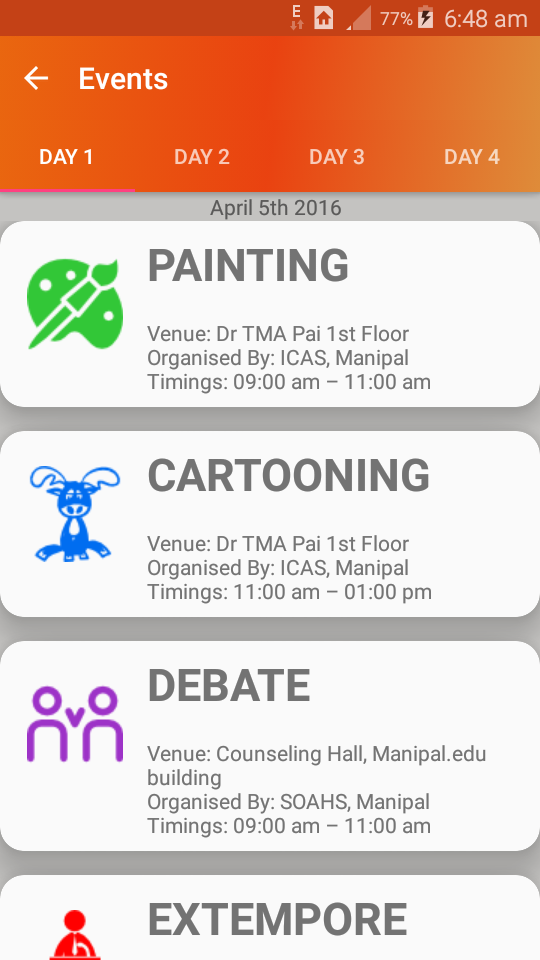 E 77% 6:48 am
Events
DAY 1 DAY 2 DAY 3 DAY 4
April 5th 2016
PAINTING
Venue: Dr TMA Pai 1st Floor
Organised By: ICAS, Manipal
Timings: 09:00 am – 11:00 am
CARTOONING
Venue: Dr TMA Pai 1st Floor
Organised By: ICAS, Manipal
Timings: 11:00 am – 01:00 pm
DEBATE
Venue: Counseling Hall, Manipal.edu
building
Organised By: SOAHS, Manipal
Timings: 09:00 am – 11:00 am
EXTEMPORE